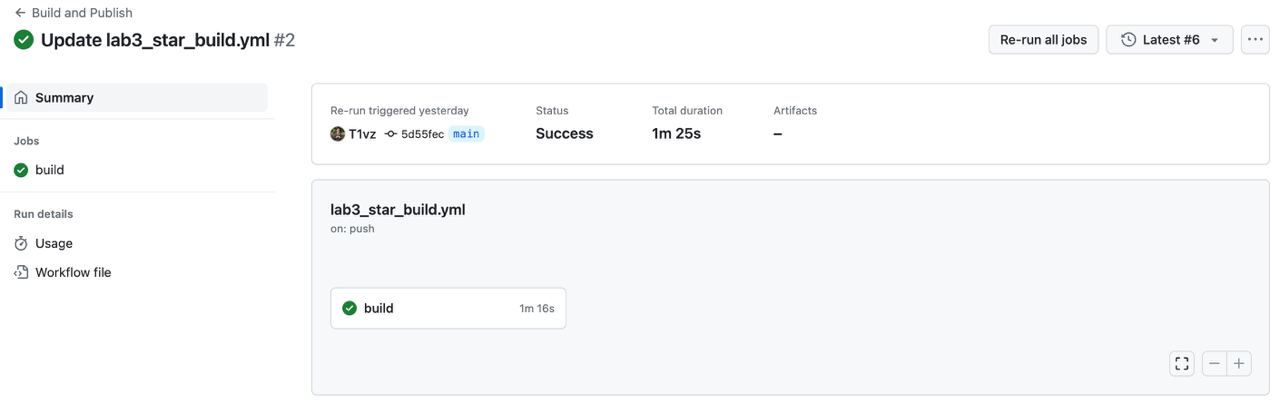 ← Build and Publish
Update lab3_star_build.yml #2
Re-run all jobs
Latest #6
Summary
Jobs
build
Run details
Usage
Workflow file
Re-run triggered yesterday
T1vz 5d55fec main
Status
Success
Total duration
1m 25s
Artifacts
–
lab3_star_build.yml
on: push
build 1m 16s